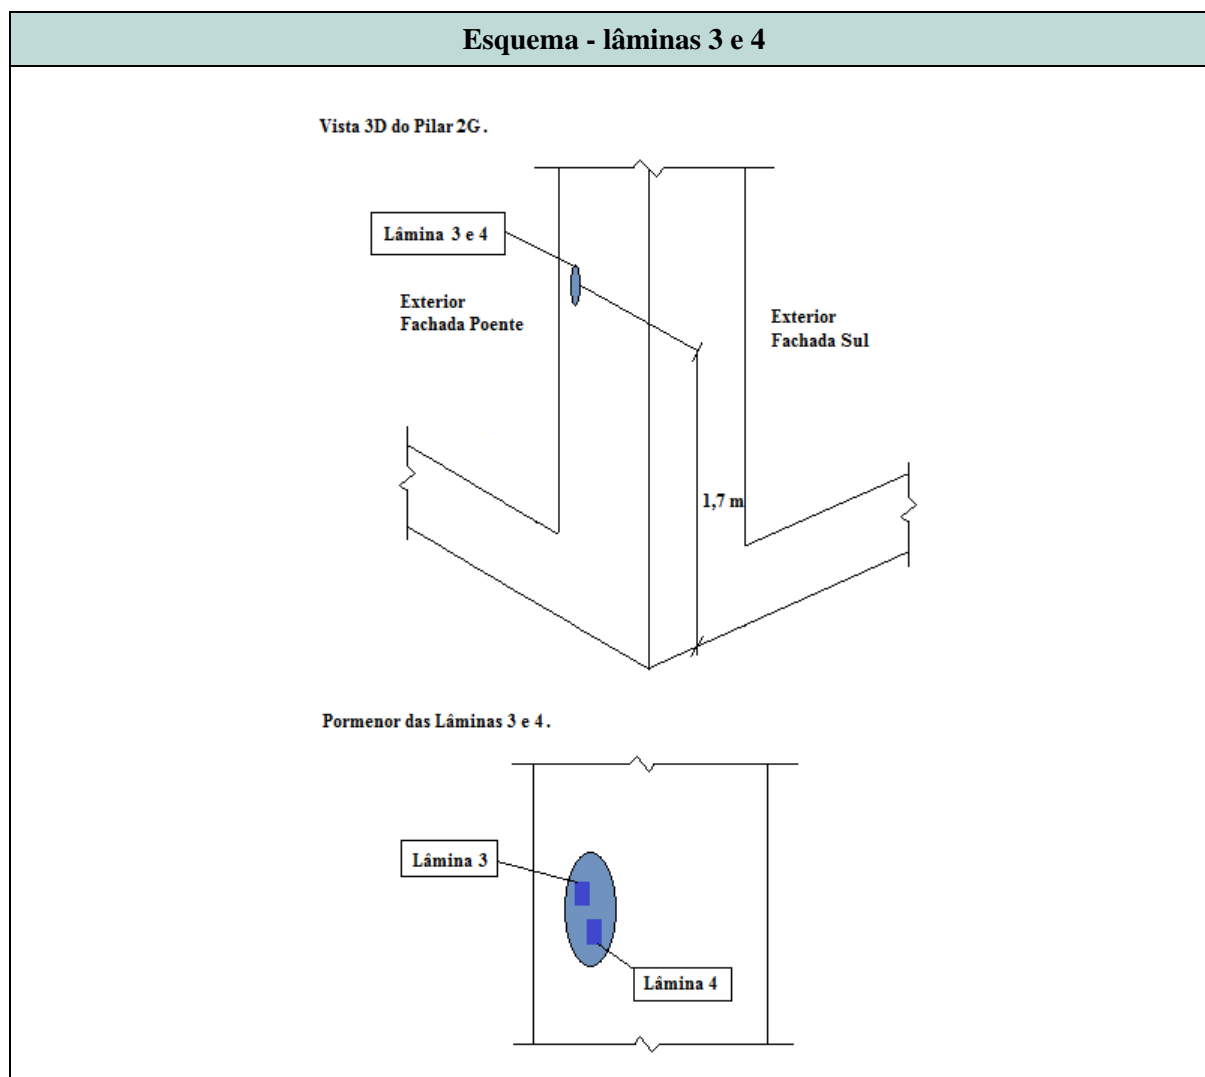 Esquema - lâminas 3 e 4
Vista 3D do Pilar 2G.
Lâmina 3 e 4
Exterior
Fachada Poente
Exterior
Fachada Sul
1,7 m
Pormenor das Lâminas 3 e 4.
Lâmina 3
Lâmina 4